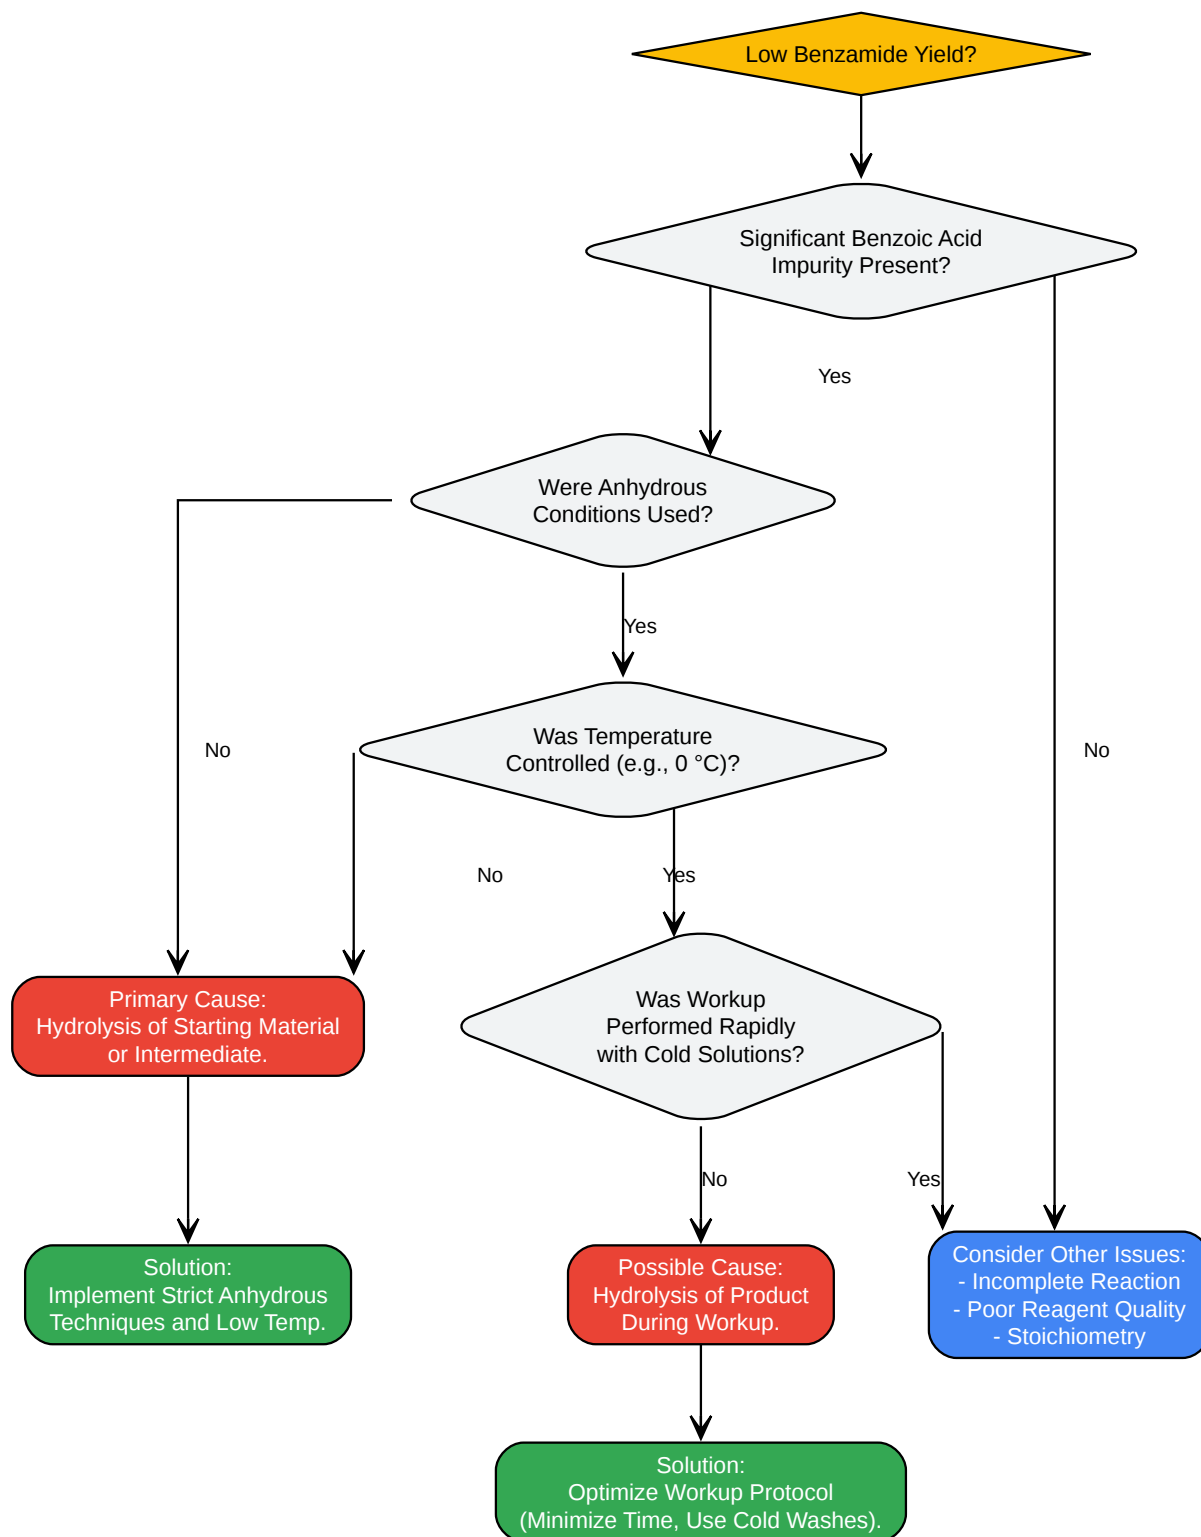 Low Benzamide Yield?
Significant Benzoic Acid
Impurity Present?
Yes
Were Anhydrous
Conditions Used?
Yes
Was Temperature
Controlled (e.g., 0 °C)?
No
No
No
Yes
Was Workup
Performed Rapidly
with Cold Solutions?
Primary Cause:
Hydrolysis of Starting Material
or Intermediate.
No
Yes
Solution:
Implement Strict Anhydrous
Techniques and Low Temp.
Possible Cause:
Hydrolysis of Product
During Workup.
Consider Other Issues:
- Incomplete Reaction
- Poor Reagent Quality
- Stoichiometry
Solution:
Optimize Workup Protocol
(Minimize Time, Use Cold Washes).